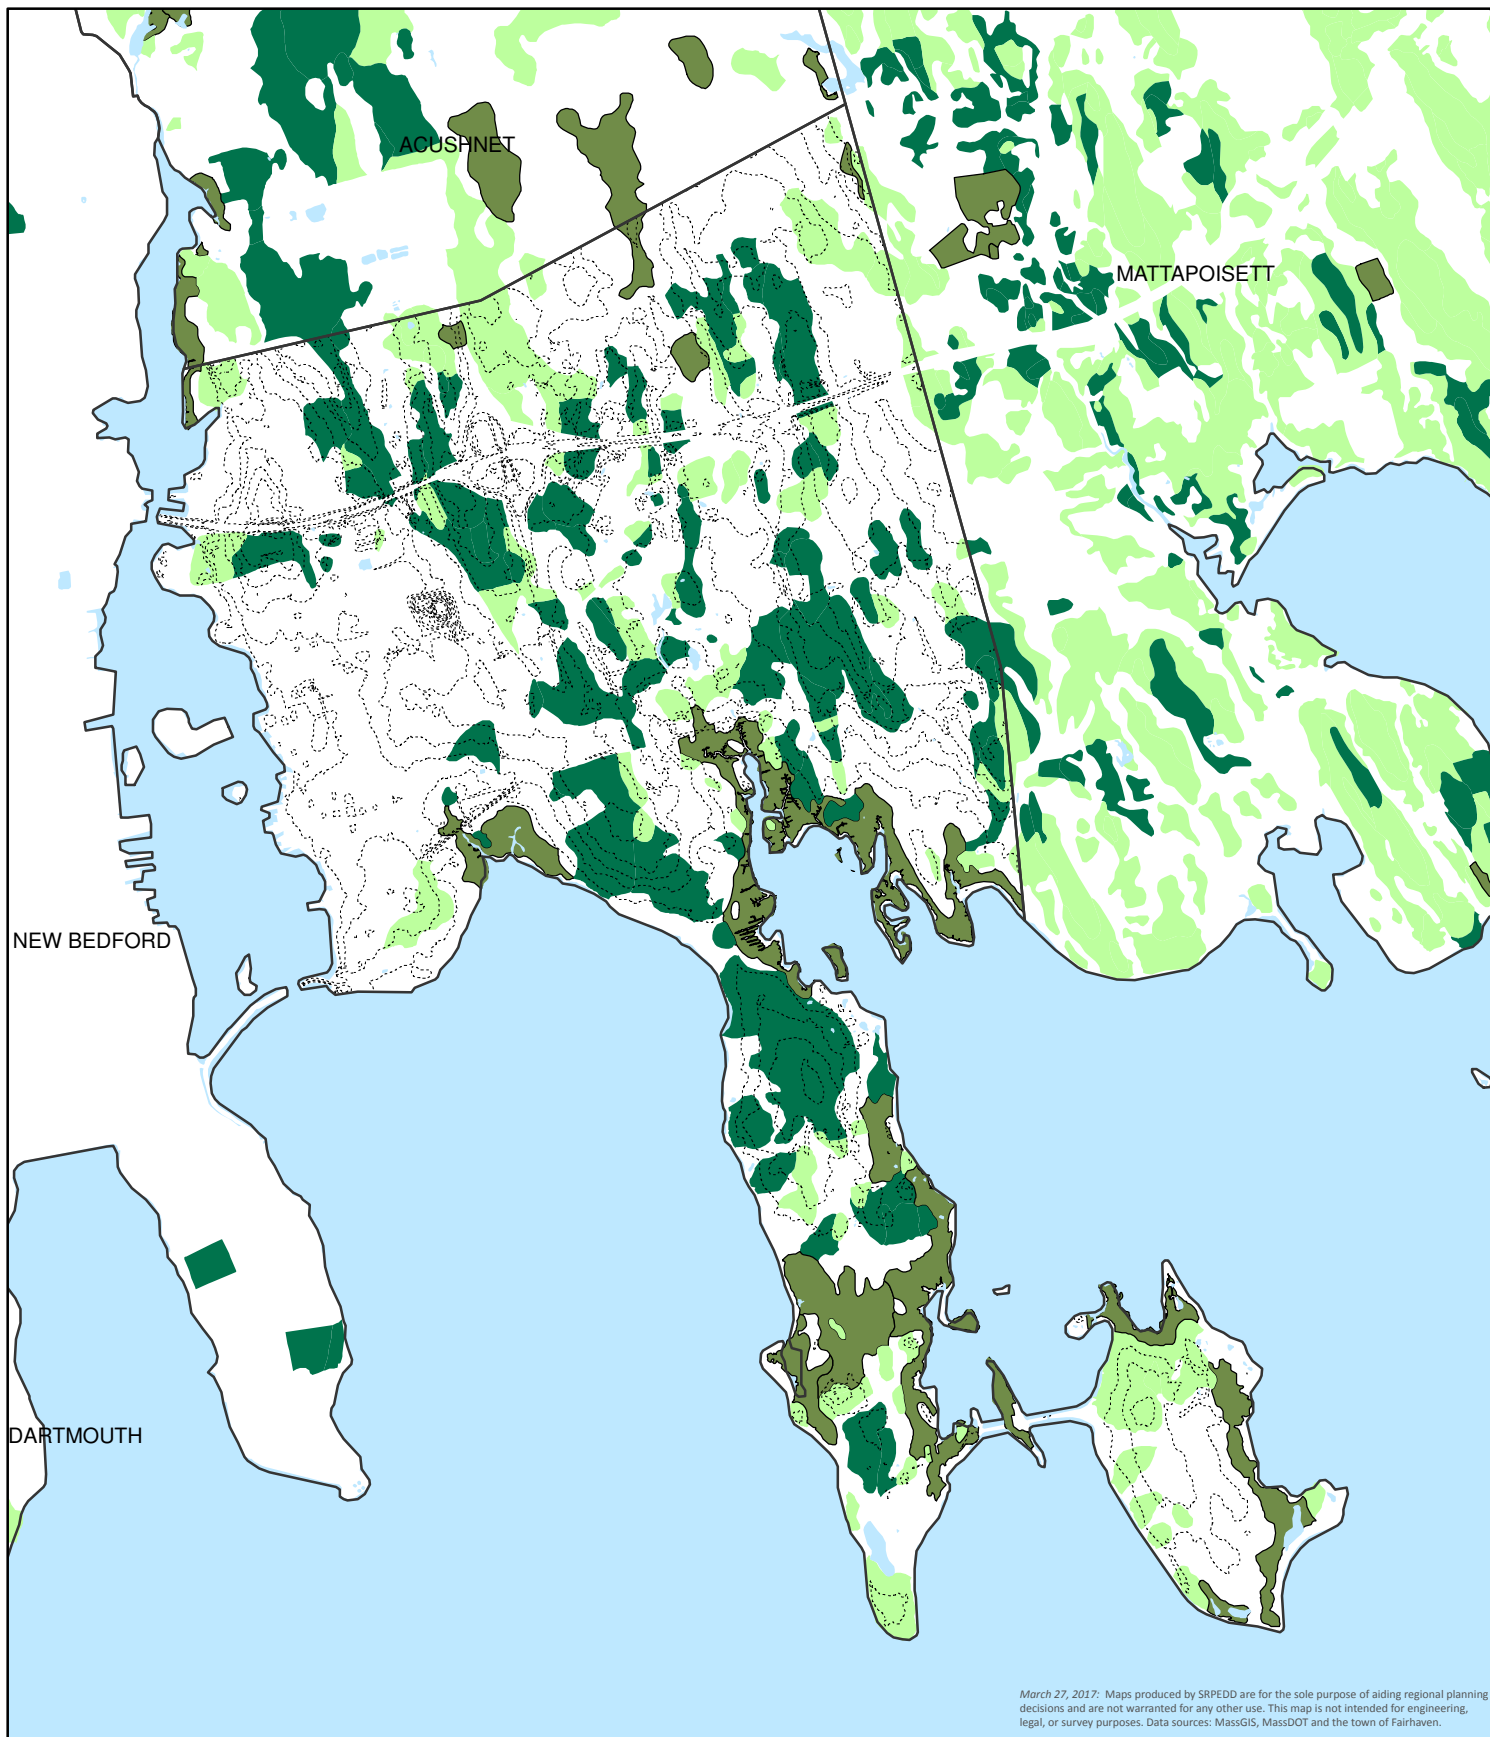 ACUSHNET
MATTAPOISETT
NEW BEDFORD
DARTMOUTH
March 27, 2017: Maps produced by SRPEDD are for the sole purpose of aiding regional planning
decisions and are not warranted for any other use. This map is not intended for engineering,
legal, or survey purposes. Data sources: MassGIS, MassDOT and the town of Fairhaven.